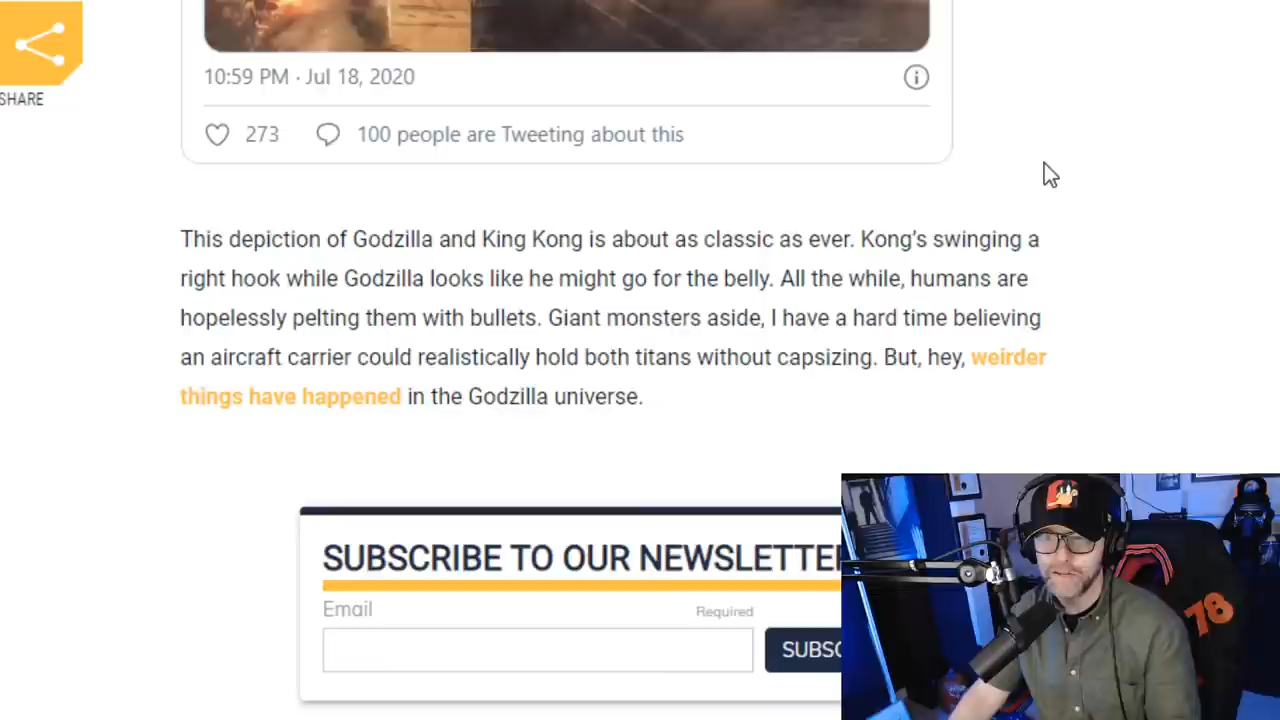 SHARE
10:59 PM · Jul 18, 2020
273 100 people are Tweeting about this
This depiction of Godzilla and King Kong is about as classic as ever. Kong’s swinging a
right hook while Godzilla looks like he might go for the belly. All the while, humans are
hopelessly pelting them with bullets. Giant monsters aside, I have a hard time believing
an aircraft carrier could realistically hold both titans without capsizing. But, hey, weirder
things have happened in the Godzilla universe.
SUBSCRIBE TO OUR NEWSLETTE
Email Required
SUBSC
78